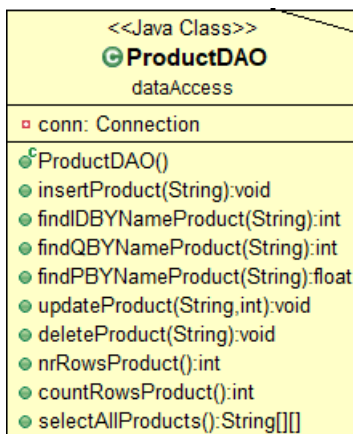 <<Java Class>>
ProductDAO
dataAccess
conn: Connection
ProductDAO()
insertProduct(String):void
findIDBYNameProduct(String):int
findQBYNameProduct(String):int
findPBYNameProduct(String):float
updateProduct(String,int):void
deleteProduct(String):void
nrRowsProduct():int
countRowsProduct():int
selectAllProducts():String[][]